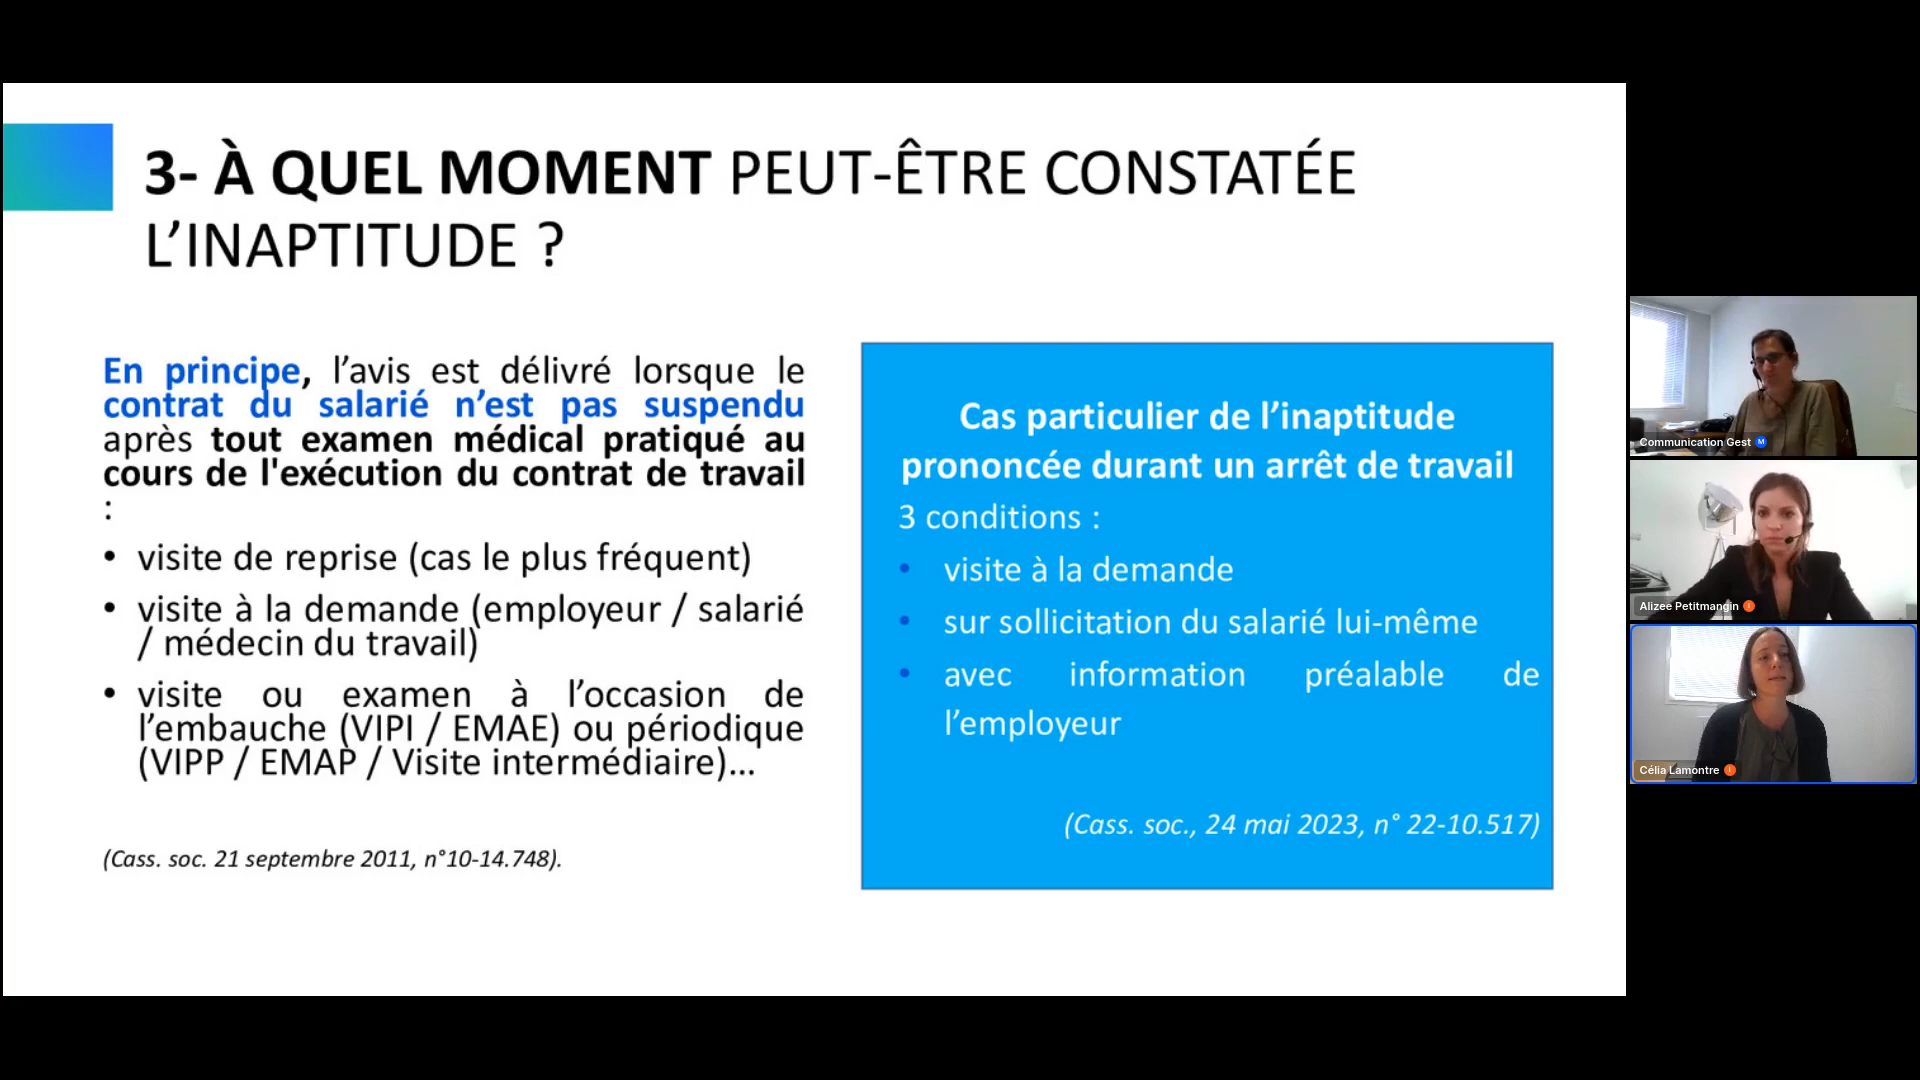 3- À QUEL MOMENT PEUT-ÊTRE CONSTATÉE
L’INAPTITUDE ?
En principe, l’avis est délivré lorsque le
contrat du salarié n’est pas suspendu
après tout examen médical pratiqué au
cours de l'exécution du contrat de travail
:
• visite de reprise (cas le plus fréquent)
• visite à la demande (employeur / salarié
/ médecin du travail)
• visite ou examen à l’occasion de
l’embauche (VIPI / EMAE) ou périodique
(VIPP / EMAP / Visite intermédiaire)...
(Cass. soc. 21 septembre 2011, n°10-14.748).
Cas particulier de l’inaptitude
prononcée durant un arrêt de travail
3 conditions :
• visite à la demande
• sur sollicitation du salarié lui-même
• avec information préalable de
l’employeur
(Cass. soc., 24 mai 2023, n° 22-10.517)
Communication Gest M
Alizee Petitmangin I
Célia Lamontre I